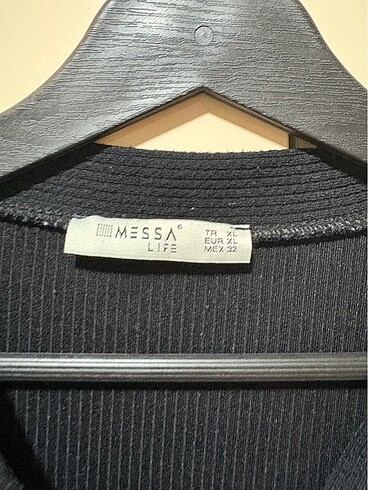 MESSA
LIFE
TR XL
EUR XL
MEX 32